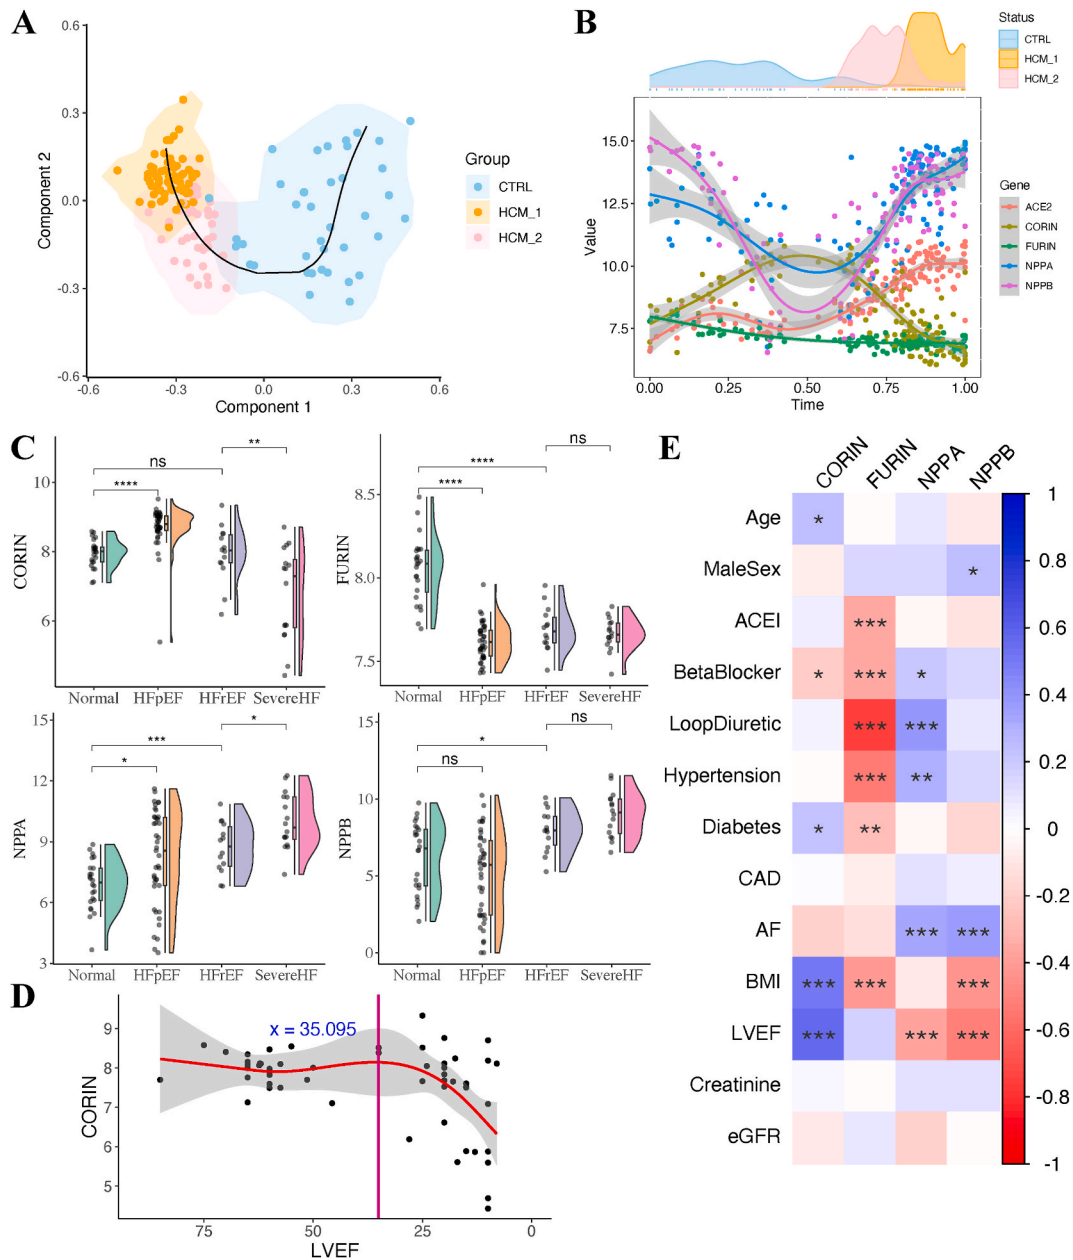 A
0.6
0.3
0.0
-0.3
-0.6
-0.6
-0.3
0.0
0.3
0.6
Component 2
Component 1
Group
CTRL
HCM_1
HCM_2
B
Status
CTRL
HCM_1
HCM_2
15.0
12.5
10.0
7.5
Value
0.00
0.25
0.50
0.75
1.00
Time
Gene
ACE2
CORIN
FURIN
NPPA
NPPB
C
**
ns
****
10
8
6
CORIN
Normal
HFpEF
HFrEF
SevereHF
ns
****
****
8.5
8.0
7.5
FURIN
Normal
HFpEF
HFrEF
SevereHF
*
***
*
15
12
9
6
3
NPPA
Normal
HFpEF
HFrEF
SevereHF
ns
*
ns
15
10
5
0
NPPB
Normal
HFpEF
HFrEF
SevereHF
D
x = 35.095
9
8
7
6
5
CORIN
75
50
25
0
LVEF
E
CORIN
FURIN
NPPA
NPPB
Age *
MaleSex *
ACEI ***
BetaBlocker * *** *
LoopDiuretic *** ***
Hypertension *** **
Diabetes * **
CAD
AF *** ***
BMI *** *** ***
LVEF *** *** ***
Creatinine
eGFR
1
0.8
0.6
0.4
0.2
0
-0.2
-0.4
-0.6
-0.8
-1